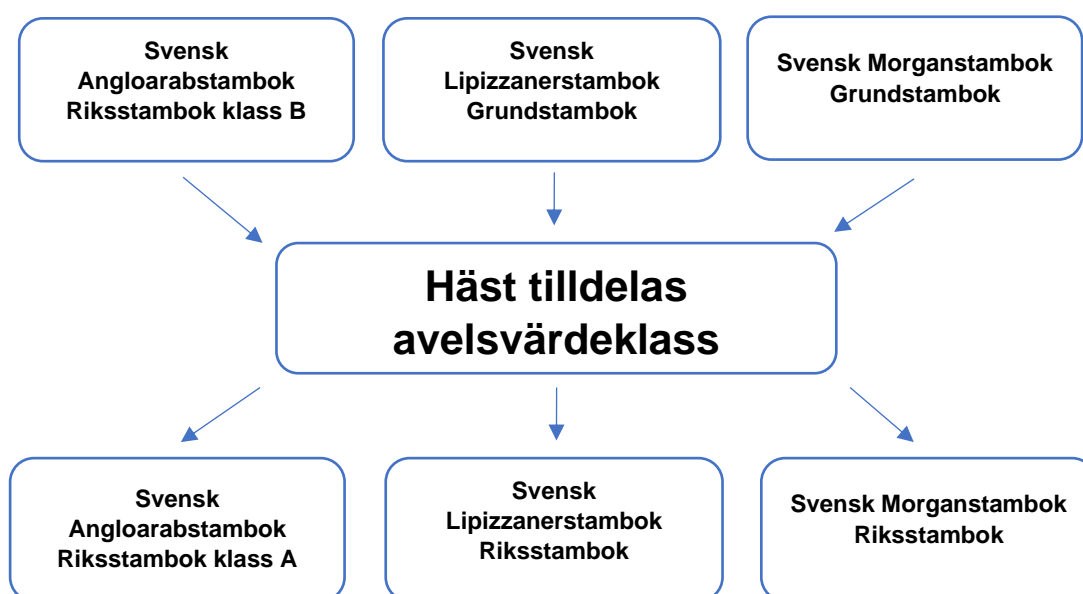 Svensk
Angloarabstambok
Riksstambok klass B
Svensk
Lipizzanerstambok
Grundstambok
Svensk Morganstambok
Grundstambok
Häst tilldelas
avelsvärdeklass
Svensk
Angloarabstambok
Riksstambok klass A
Svensk
Lipizzanerstambok
Riksstambok
Svensk Morganstambok
Riksstambok